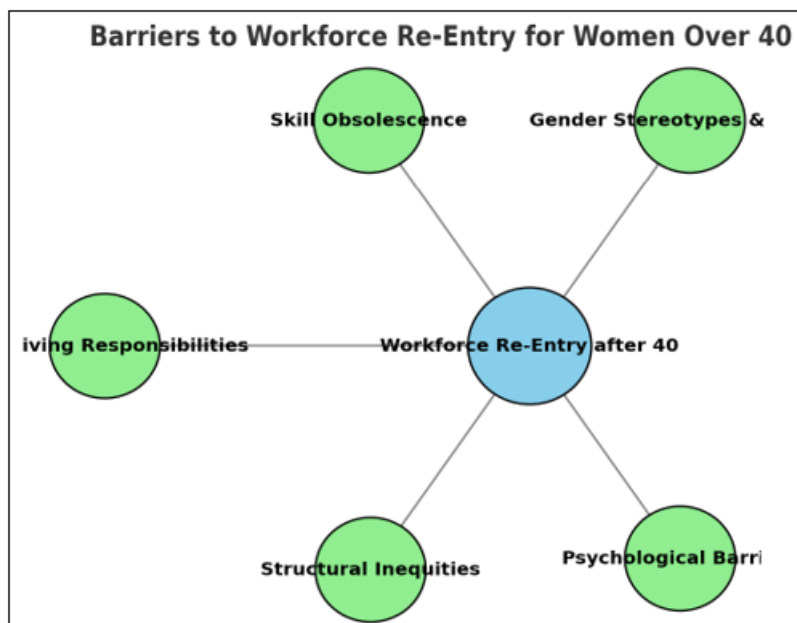 Barriers to Workforce Re-Entry for Women Over 40
Skill Obsolescence
Gender Stereotypes &
iving Responsibilities
Workforce Re-Entry after 40
Structural Inequities
Psychological Barri